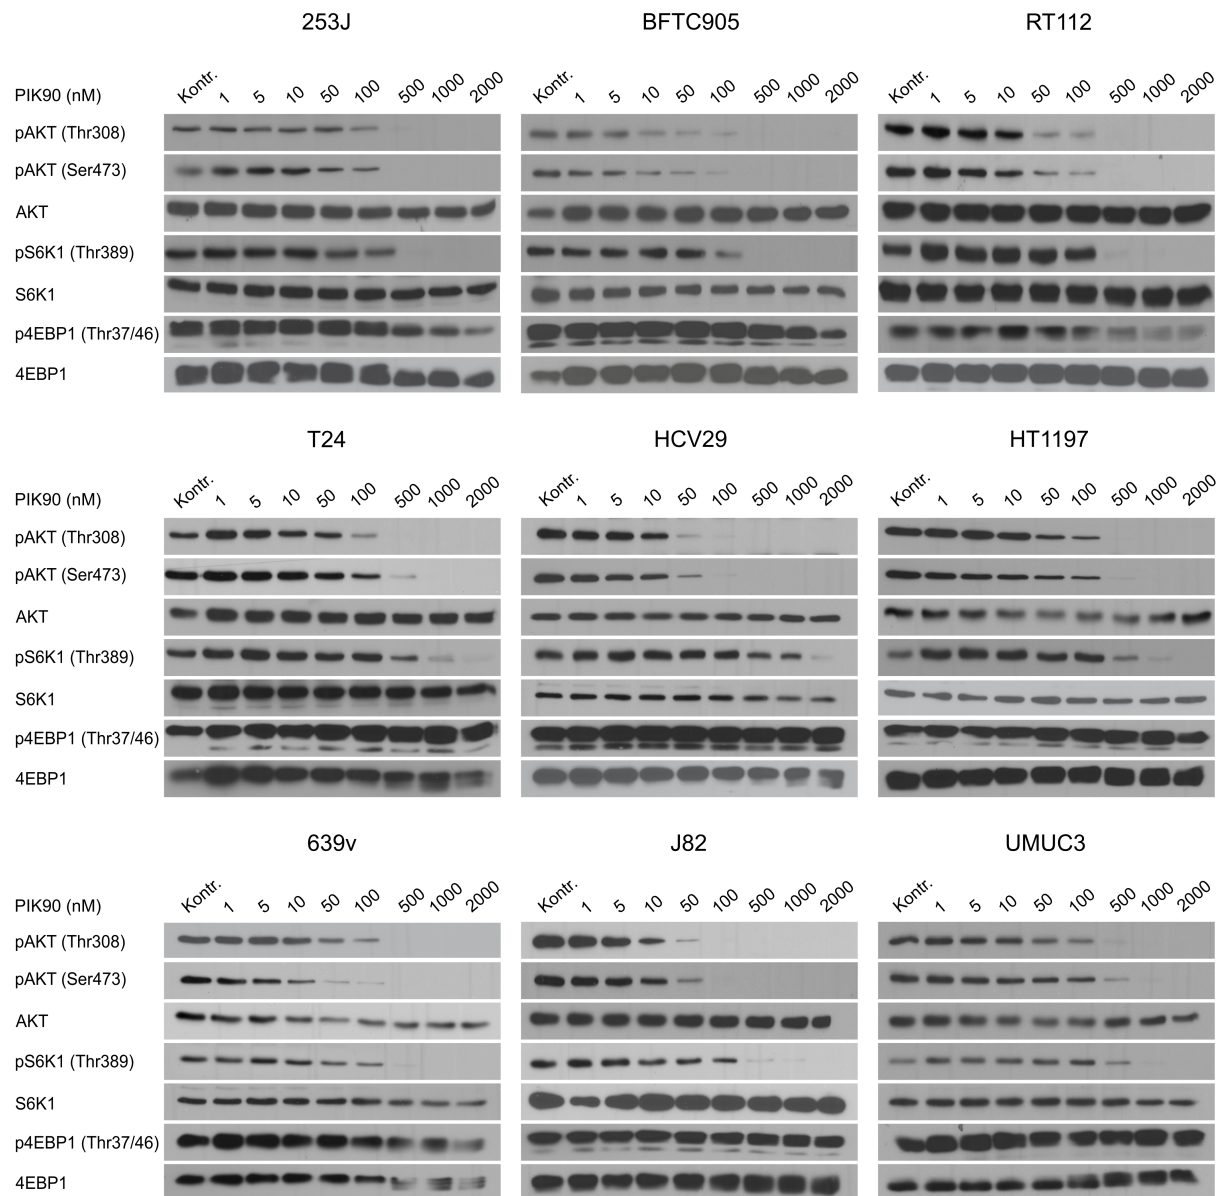 253J BFTC905 RT112
PIK90 (nM) Kontr. 1 5 10 50 100 500 1000 2000 Kontr. 1 5 10 50 100 500 1000 2000 Kontr. 1 5 10 50 100 500 1000 2000
pAKT (Thr308)
pAKT (Ser473)
AKT
pS6K1 (Thr389)
S6K1
p4EBP1 (Thr37/46)
4EBP1
T24 HCV29 HT1197
PIK90 (nM) Kontr. 1 5 10 50 100 500 1000 2000 Kontr. 1 5 10 50 100 500 1000 2000 Kontr. 1 5 10 50 100 500 1000 2000
pAKT (Thr308)
pAKT (Ser473)
AKT
pS6K1 (Thr389)
S6K1
p4EBP1 (Thr37/46)
4EBP1
639v J82 UMUC3
PIK90 (nM) Kontr. 1 5 10 50 100 500 1000 2000 Kontr. 1 5 10 50 100 500 1000 2000 Kontr. 1 5 10 50 100 500 1000 2000
pAKT (Thr308)
pAKT (Ser473)
AKT
pS6K1 (Thr389)
S6K1
p4EBP1 (Thr37/46)
4EBP1